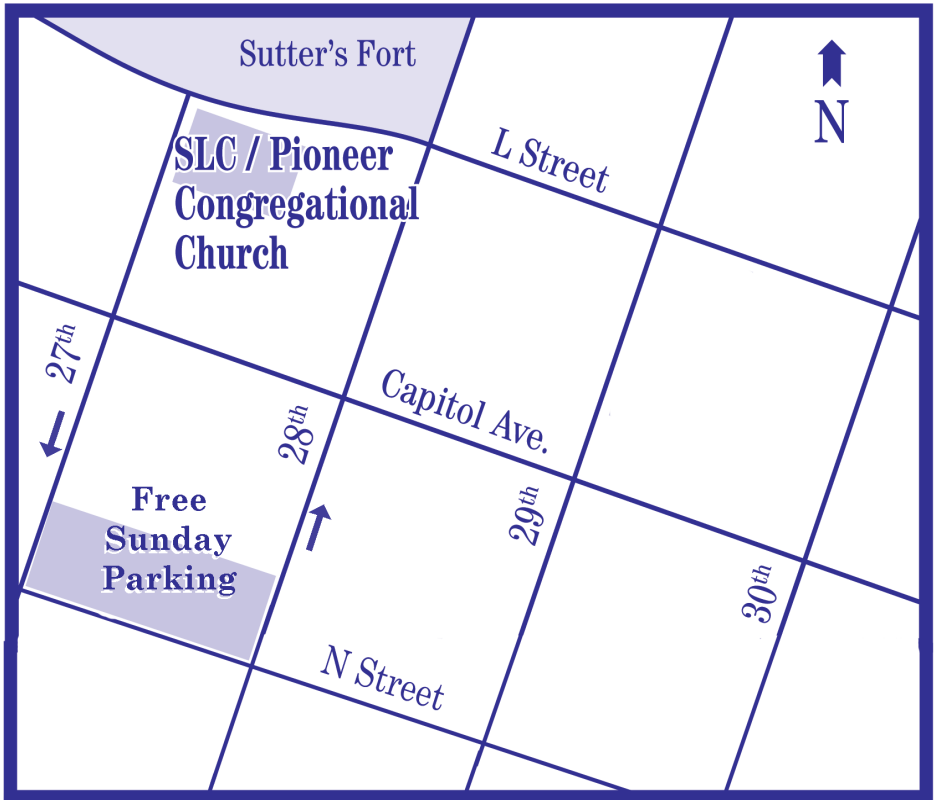 Sutter's Fort
N
L Street
SLC / Pioneer
Congregational
Church
27th
Capitol Ave.
28th
29th
Free
Sunday
Parking
30th
N Street